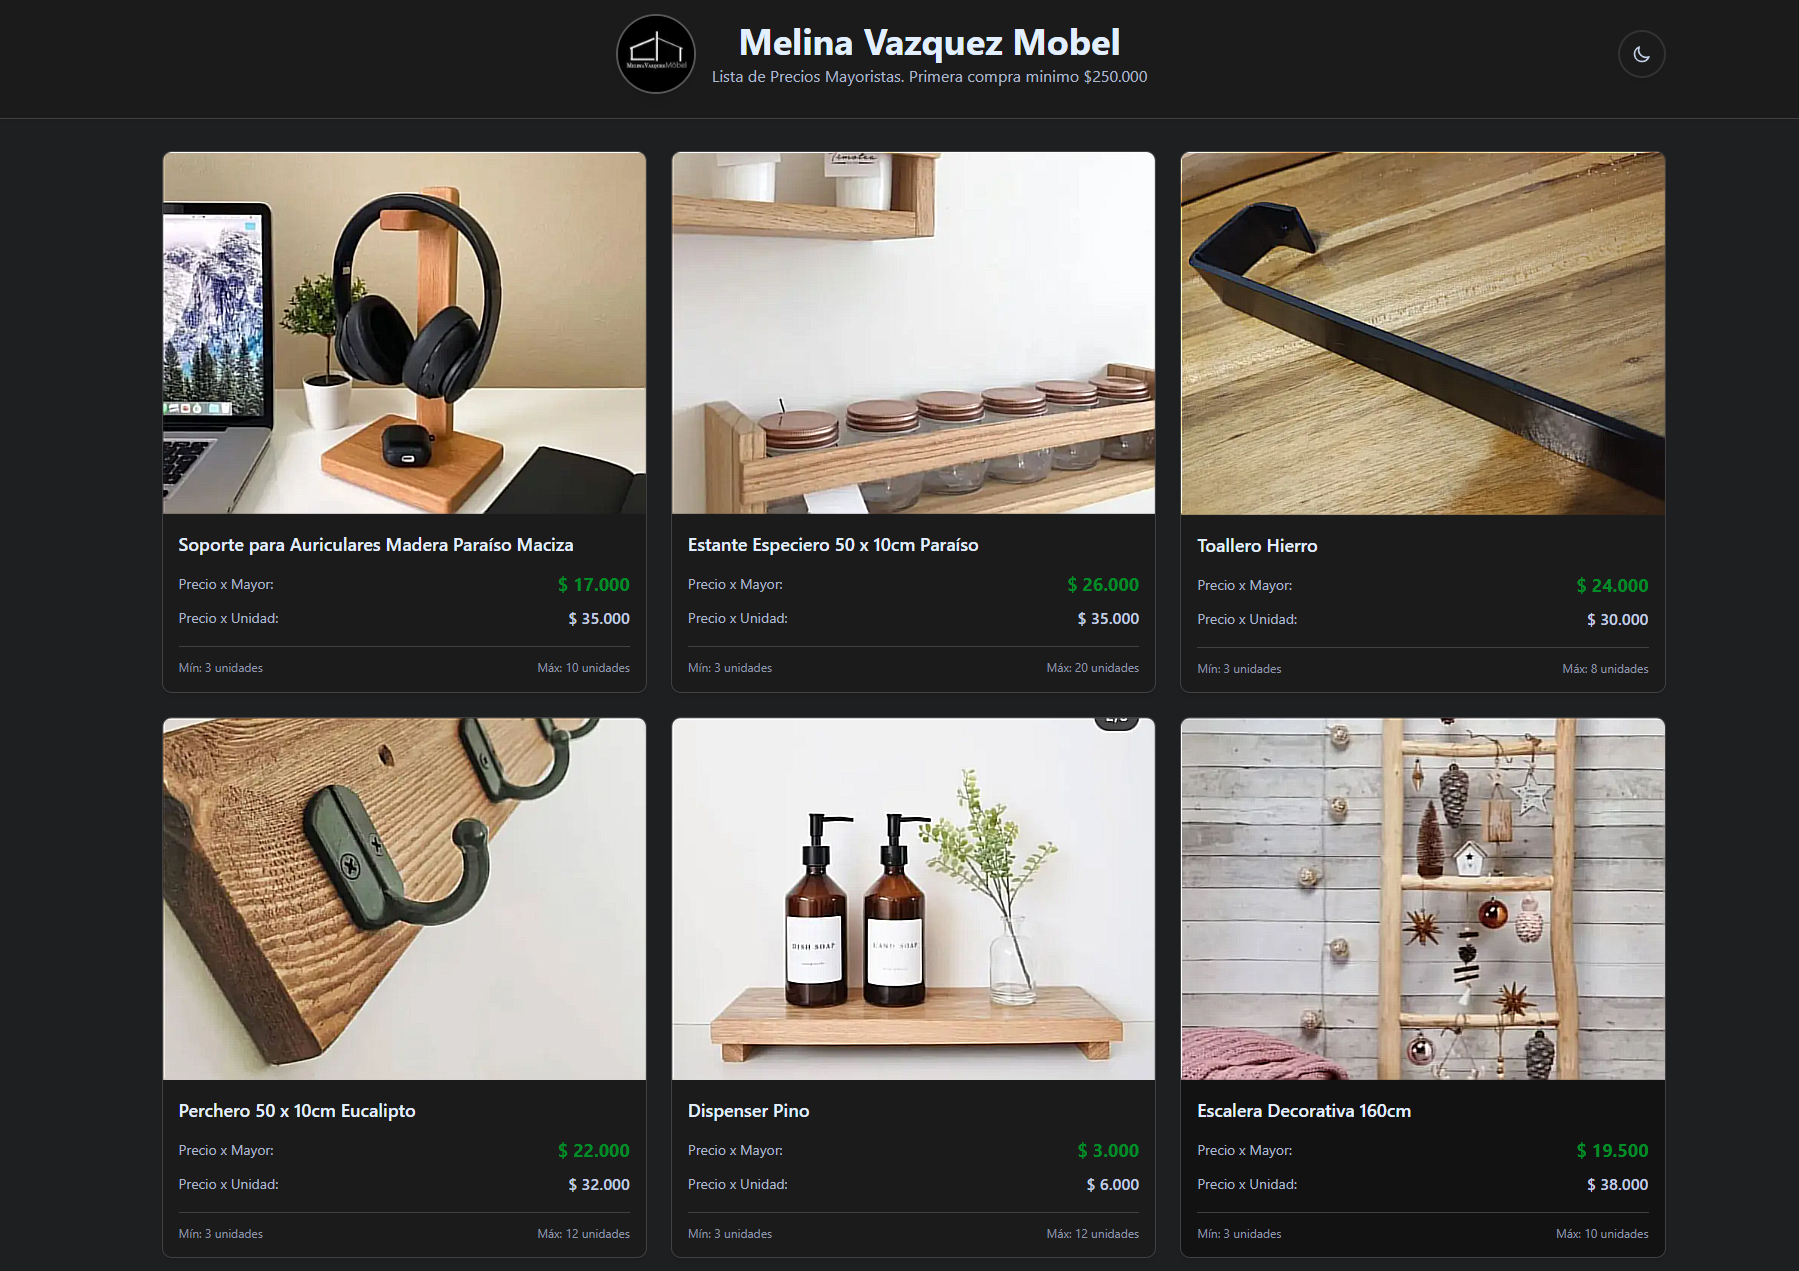 Melina Vazquez Mobel
Lista de Precios Mayoristas. Primera compra minimo $250.000
MELINAVAZQUEZMöbel
Timotea
Soporte para Auriculares Madera Paraíso Maciza
Precio x Mayor: $ 17.000
Precio x Unidad: $ 35.000
Mín: 3 unidades Máx: 10 unidades
Estante Especiero 50 x 10cm Paraíso
Precio x Mayor: $ 26.000
Precio x Unidad: $ 35.000
Mín: 3 unidades Máx: 20 unidades
Toallero Hierro
Precio x Mayor: $ 24.000
Precio x Unidad: $ 30.000
Mín: 3 unidades Máx: 8 unidades
DISH SOAP
HAND SOAP
Perchero 50 x 10cm Eucalipto
Precio x Mayor: $ 22.000
Precio x Unidad: $ 32.000
Mín: 3 unidades Máx: 12 unidades
Dispenser Pino
Precio x Mayor: $ 3.000
Precio x Unidad: $ 6.000
Mín: 3 unidades Máx: 12 unidades
Escalera Decorativa 160cm
Precio x Mayor: $ 19.500
Precio x Unidad: $ 38.000
Mín: 3 unidades Máx: 10 unidades